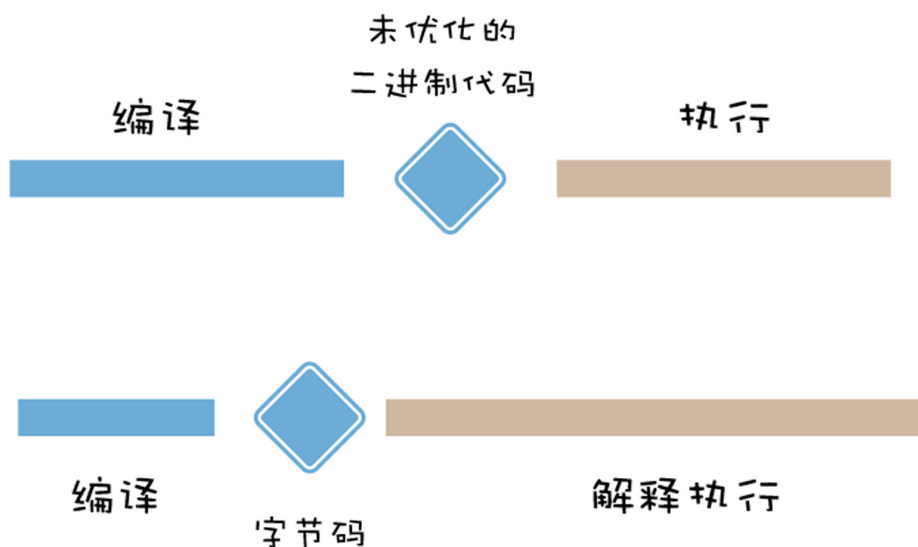 未优化的
二进制代码
编译
执行
编译
字节码
解释执行